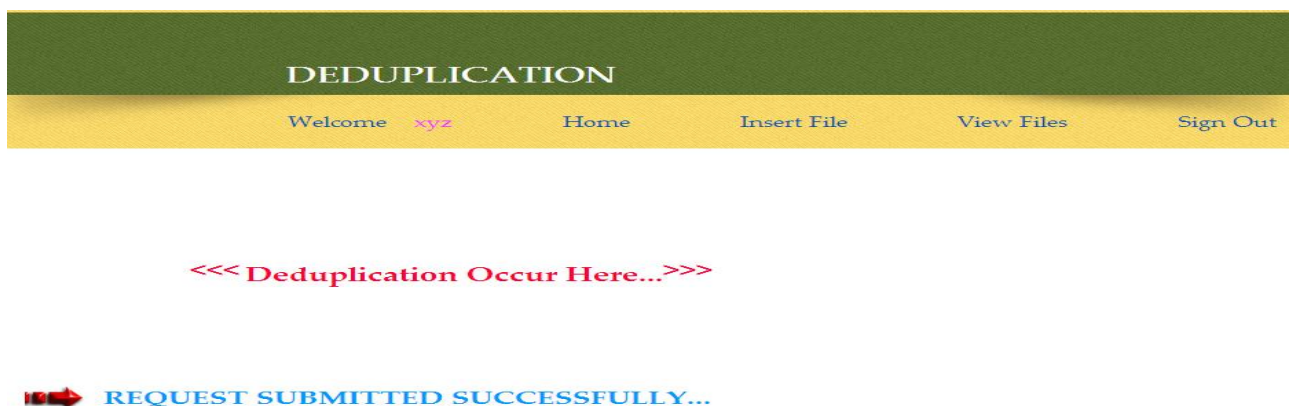 DEDUPLICATION
Welcome xyz Home Insert File View Files Sign Out
<<< Deduplication Occur Here...>>>
REQUEST SUBMITTED SUCCESSFULLY...